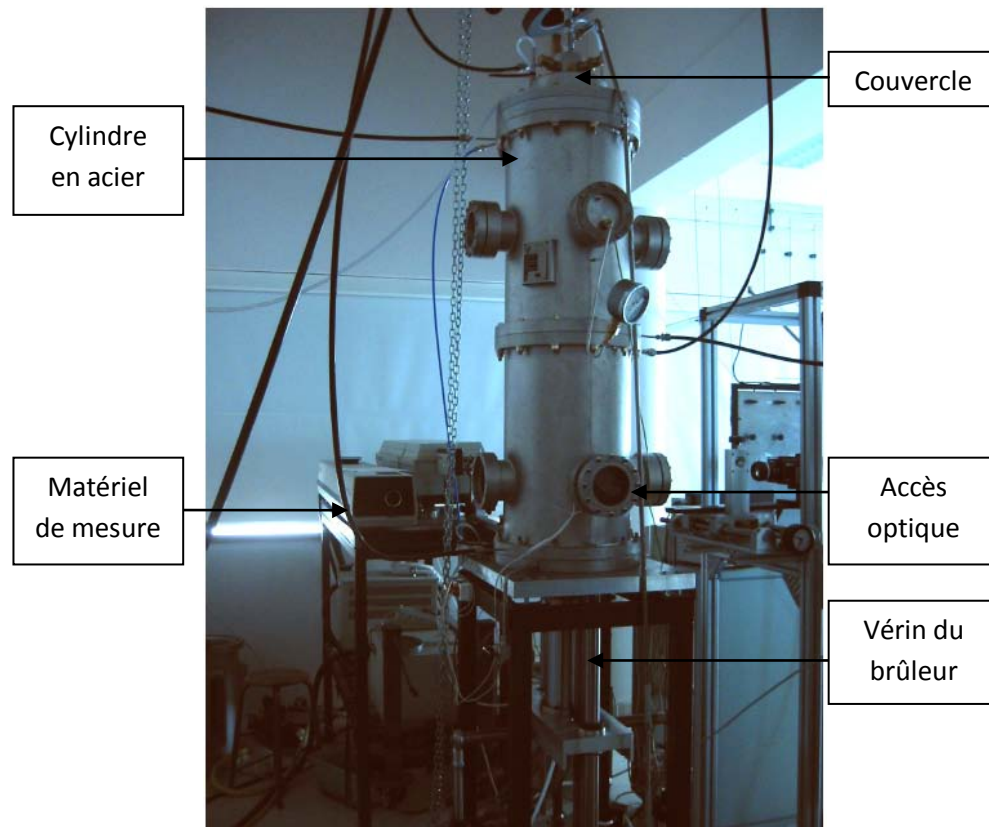 Couvercle
Cylindre
en acier
Matériel
de mesure
Accès
optique
Vérin du
brûleur